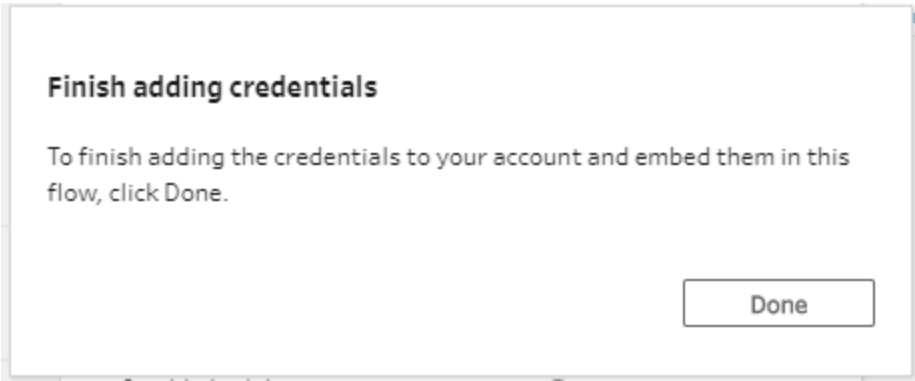 Finish adding credentials
To finish adding the credentials to your account and embed them in this
flow, click Done.
Done